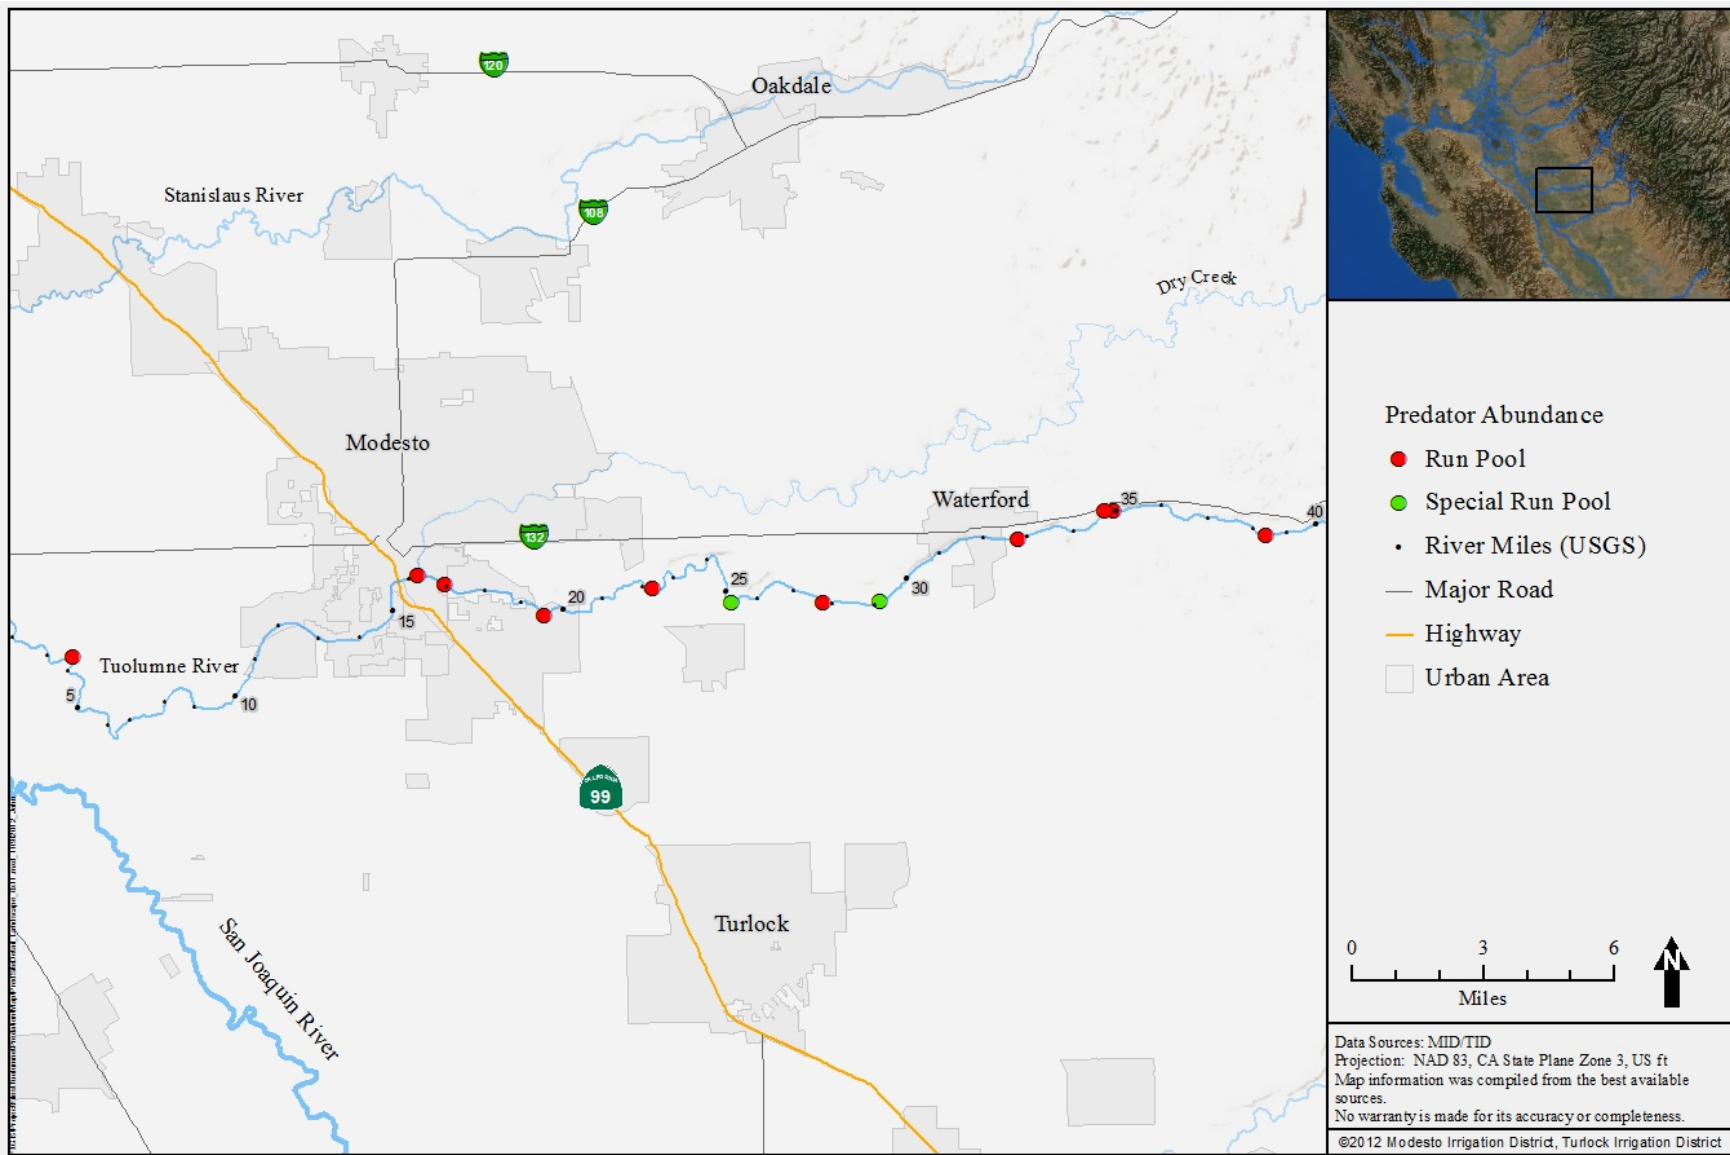 120
Oakdale
Stanislaus River
108
Dry Creek
Modesto
Waterford
35
40
132
25
30
20
15
Tuolumne River
5
10
99
Turlock
San Joaquin River
Predator Abundance
Run Pool
Special Run Pool
River Miles (USGS)
Major Road
Highway
Urban Area
0 3 6
Miles
N
Data Sources: MID/TID
Projection: NAD 83, CA State Plane Zone 3, US ft
Map information was compiled from the best available
sources.
No warranty is made for its accuracy or completeness.
©2012 Modesto Irrigation District, Turlock Irrigation District